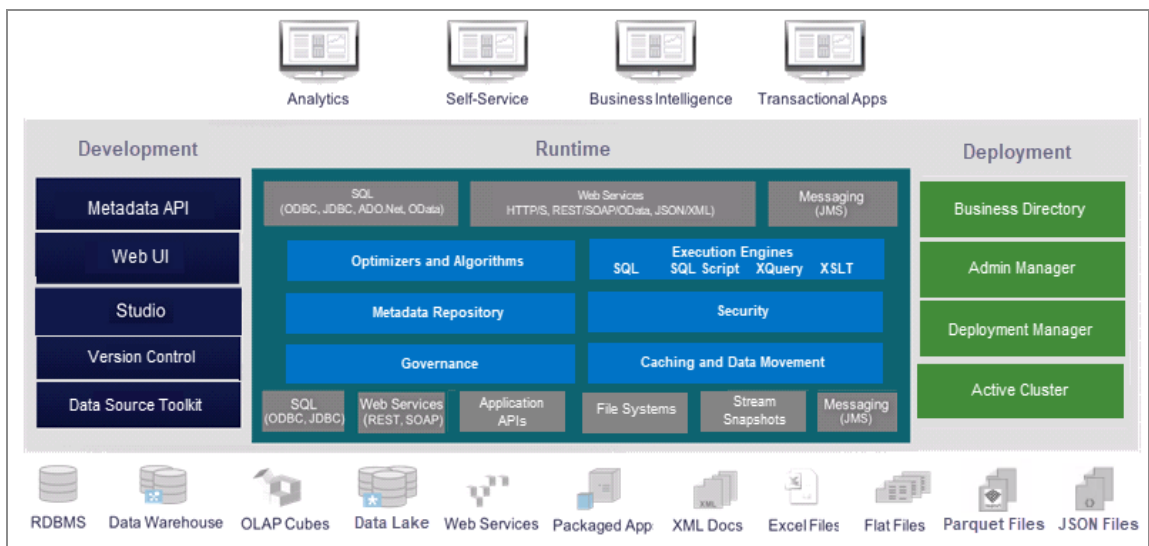 Analytics
Self-Service
Business Intelligence
Transactional Apps
Development
Runtime
Deployment
Metadata API
Web UI
Studio
Version Control
Data Source Toolkit
SQL
(ODBC, JDBC, ADO.Net, OData)
Web Services
HTTP/S, REST/SOAP/OData, JSON/XML)
Messaging
(JMS)
Optimizers and Algorithms
Execution Engines
SQL SQL Script XQuery XSLT
Metadata Repository
Security
Governance
Caching and Data Movement
SQL
(ODBC, JDBC)
Web Services
(REST, SOAP)
Application
APIs
File Systems
Stream
Snapshots
Messaging
(JMS)
Business Directory
Admin Manager
Deployment Manager
Active Cluster
XML
RDBMS
Data Warehouse
OLAP Cubes
Data Lake
Web Services
Packaged App
XML Docs
Excel Files
Flat Files
Parquet Files
JSON Files